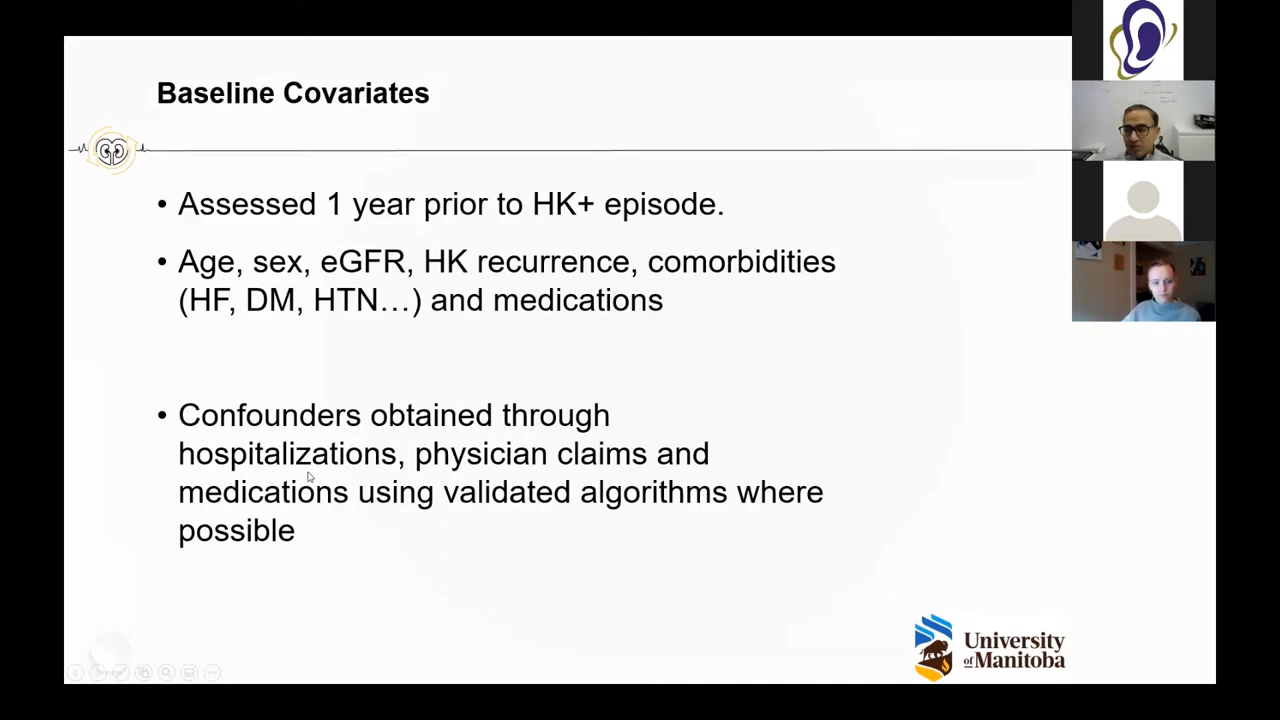 Baseline Covariates
• Assessed 1 year prior to HK+ episode.
• Age, sex, eGFR, HK recurrence, comorbidities
(HF, DM, HTN…) and medications
• Confounders obtained through
hospitalizations, physician claims and
medications using validated algorithms where
possible
University
of Manitoba